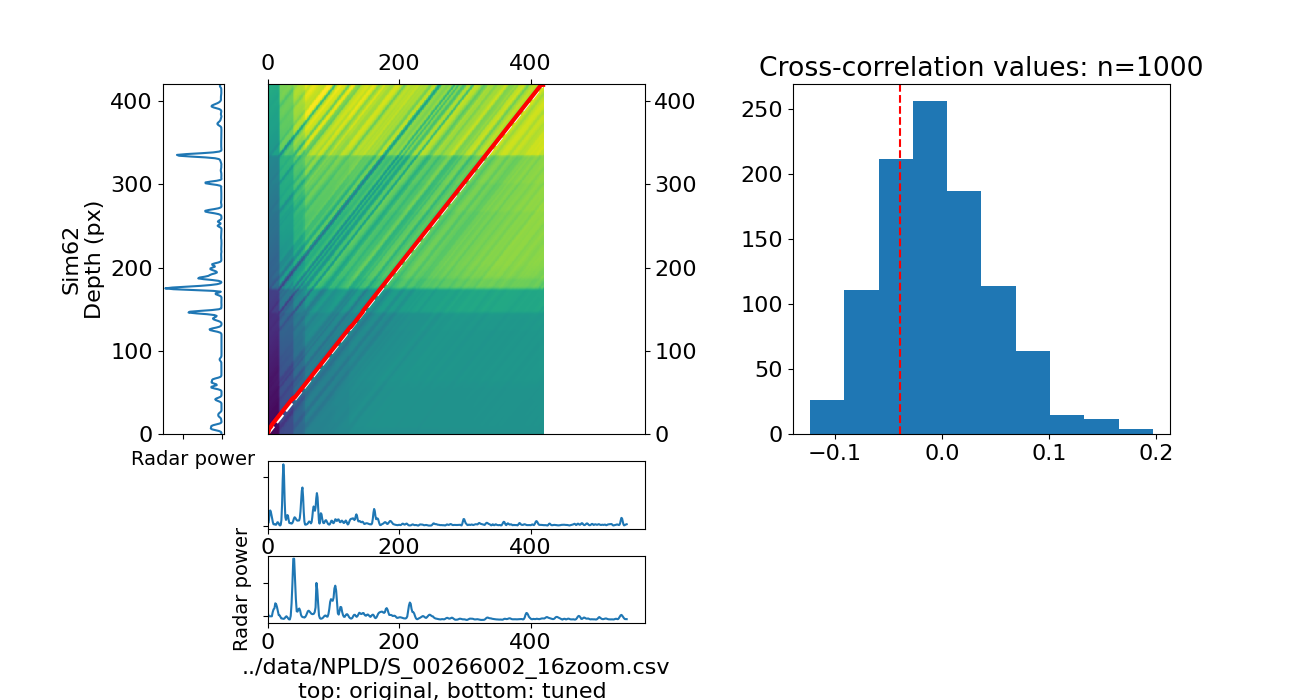 0 200 400
Cross-correlation values: n=1000
400
300
200
100
0
Sim62
Depth (px)
Radar power
400
300
200
100
0
250
200
150
100
50
0
−0.1 0.0 0.1 0.2
0 200 400
Radar power
0 200 400
../data/NPLD/S_00266002_16zoom.csv
top: original, bottom: tuned